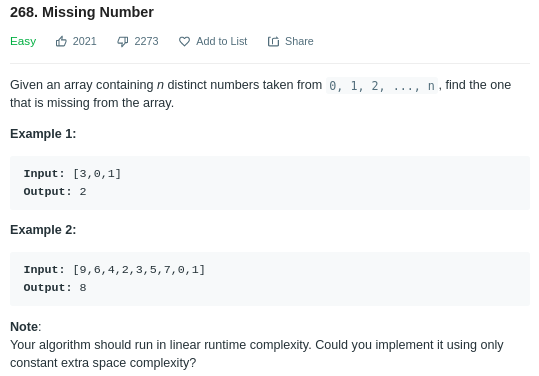 268. Missing Number
Easy 2021 2273 Add to List Share
Given an array containing n distinct numbers taken from 0, 1, 2, ..., n, find the one
that is missing from the array.
Example 1:
Input: [3,0,1]
Output: 2
Example 2:
Input: [9,6,4,2,3,5,7,0,1]
Output: 8
Note:
Your algorithm should run in linear runtime complexity. Could you implement it using only
constant extra space complexity?